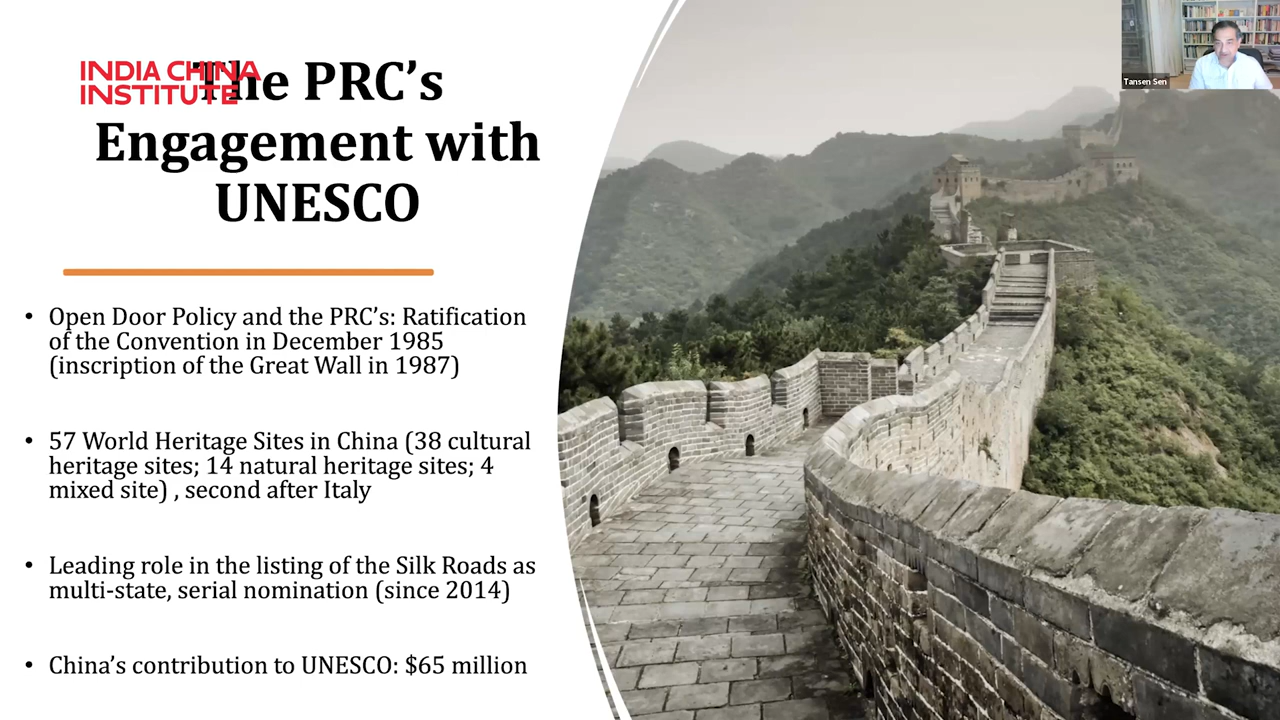 INDIA CHINA
INSTITUTE
The PRC’s
Engagement with
UNESCO
• Open Door Policy and the PRC’s: Ratification
of the Convention in December 1985
(inscription of the Great Wall in 1987)
• 57 World Heritage Sites in China (38 cultural
heritage sites; 14 natural heritage sites; 4
mixed site) , second after Italy
• Leading role in the listing of the Silk Roads as
multi-state, serial nomination (since 2014)
• China’s contribution to UNESCO: $65 million
Tansen Sen